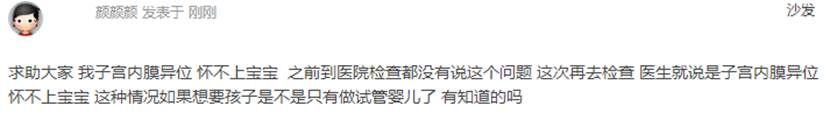 颜颜颜 发表于 刚刚
沙发
求助大家 我子宫内膜异位 怀不上宝宝  之前到医院检查都没有说这个问题 这次再去检查 医生就说是子宫内膜异位
怀不上宝宝 这种情况如果想要孩子是不是只有做试管婴儿了 有知道的吗